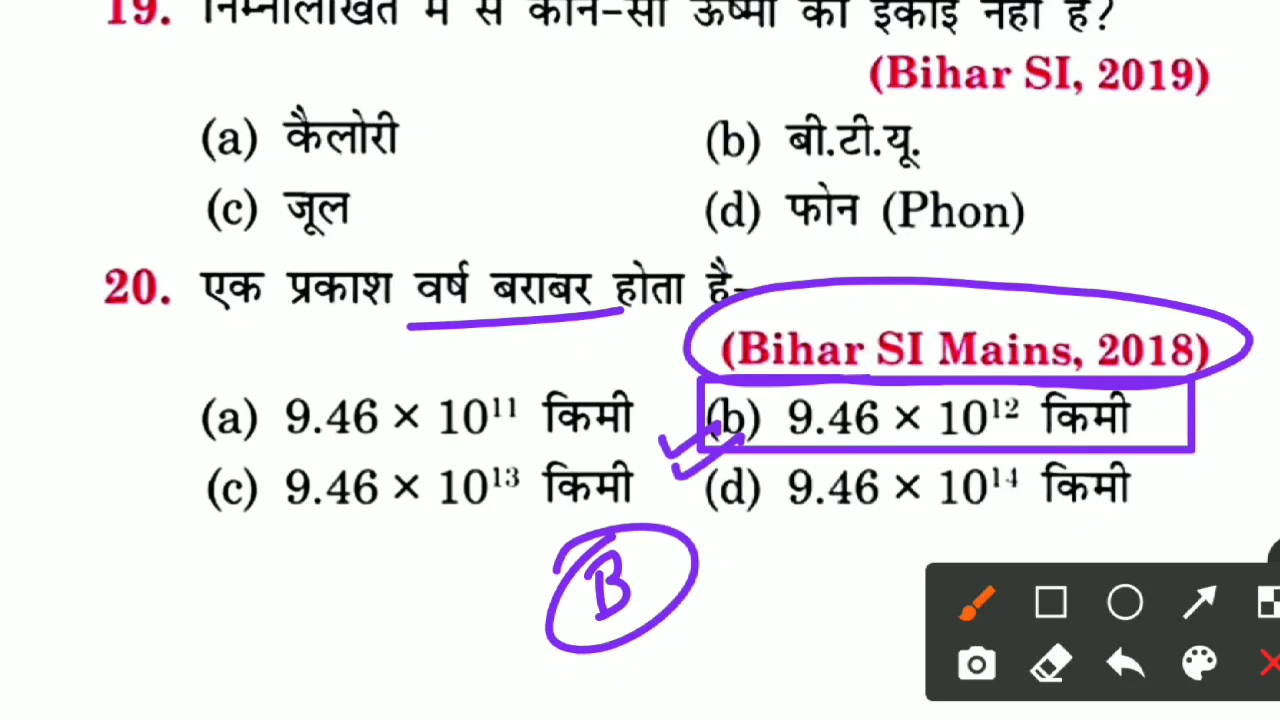 19. निम्नलिखित में से कौन-सी ऊष्मा की इकाई नहीं है?
(Bihar SI, 2019)
(a) कैलोरी (b) बी.टी.यू.
(c) जूल (d) फोन (Phon)
20. एक प्रकाश वर्ष बराबर होता है–
(Bihar SI Mains, 2018)
(a) 9.46 × 10¹¹ किमी (b) 9.46 × 10¹² किमी
(c) 9.46 × 10¹³ किमी (d) 9.46 × 10¹⁴ किमी
B